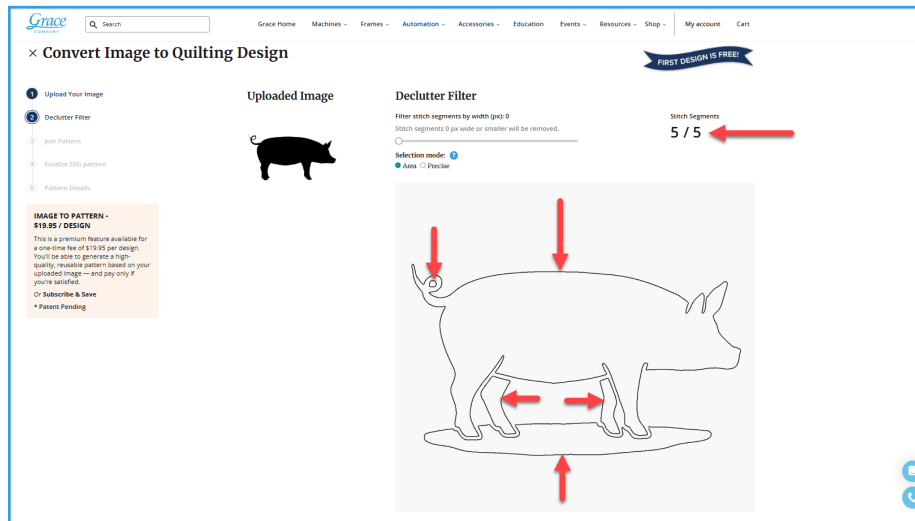 Grace
COMPANY
Search
Grace Home Machines Frames Automation Accessories Education Events Resources Shop My account Cart
× Convert Image to Quilting Design
FIRST DESIGN IS FREE!
1 Upload Your Image
2 Declutter Filter
3 Join Pattern
4 Finalize SVG pattern
5 Pattern Details
IMAGE TO PATTERN -
$19.95 / DESIGN
This is a premium feature available for
a one-time fee of $19.95 per design.
You'll be able to generate a high-
quality, reusable pattern based on your
uploaded image — and pay only if
you're satisfied.
Or Subscribe & Save
* Patent Pending
Uploaded Image
Declutter Filter
Filter stitch segments by width (px): 0
Stitch segments 0 px wide or smaller will be removed.
Selection mode: ?
Area Precise
Stitch Segments
5 / 5